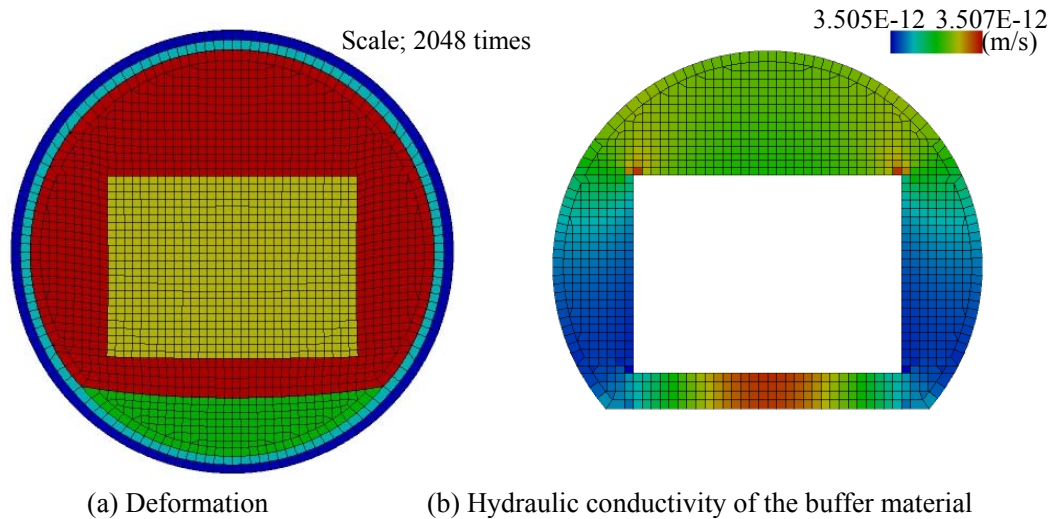 3.505E-12 3.507E-12
Scale; 2048 times
(m/s)
(a) Deformation
(b) Hydraulic conductivity of the buffer material